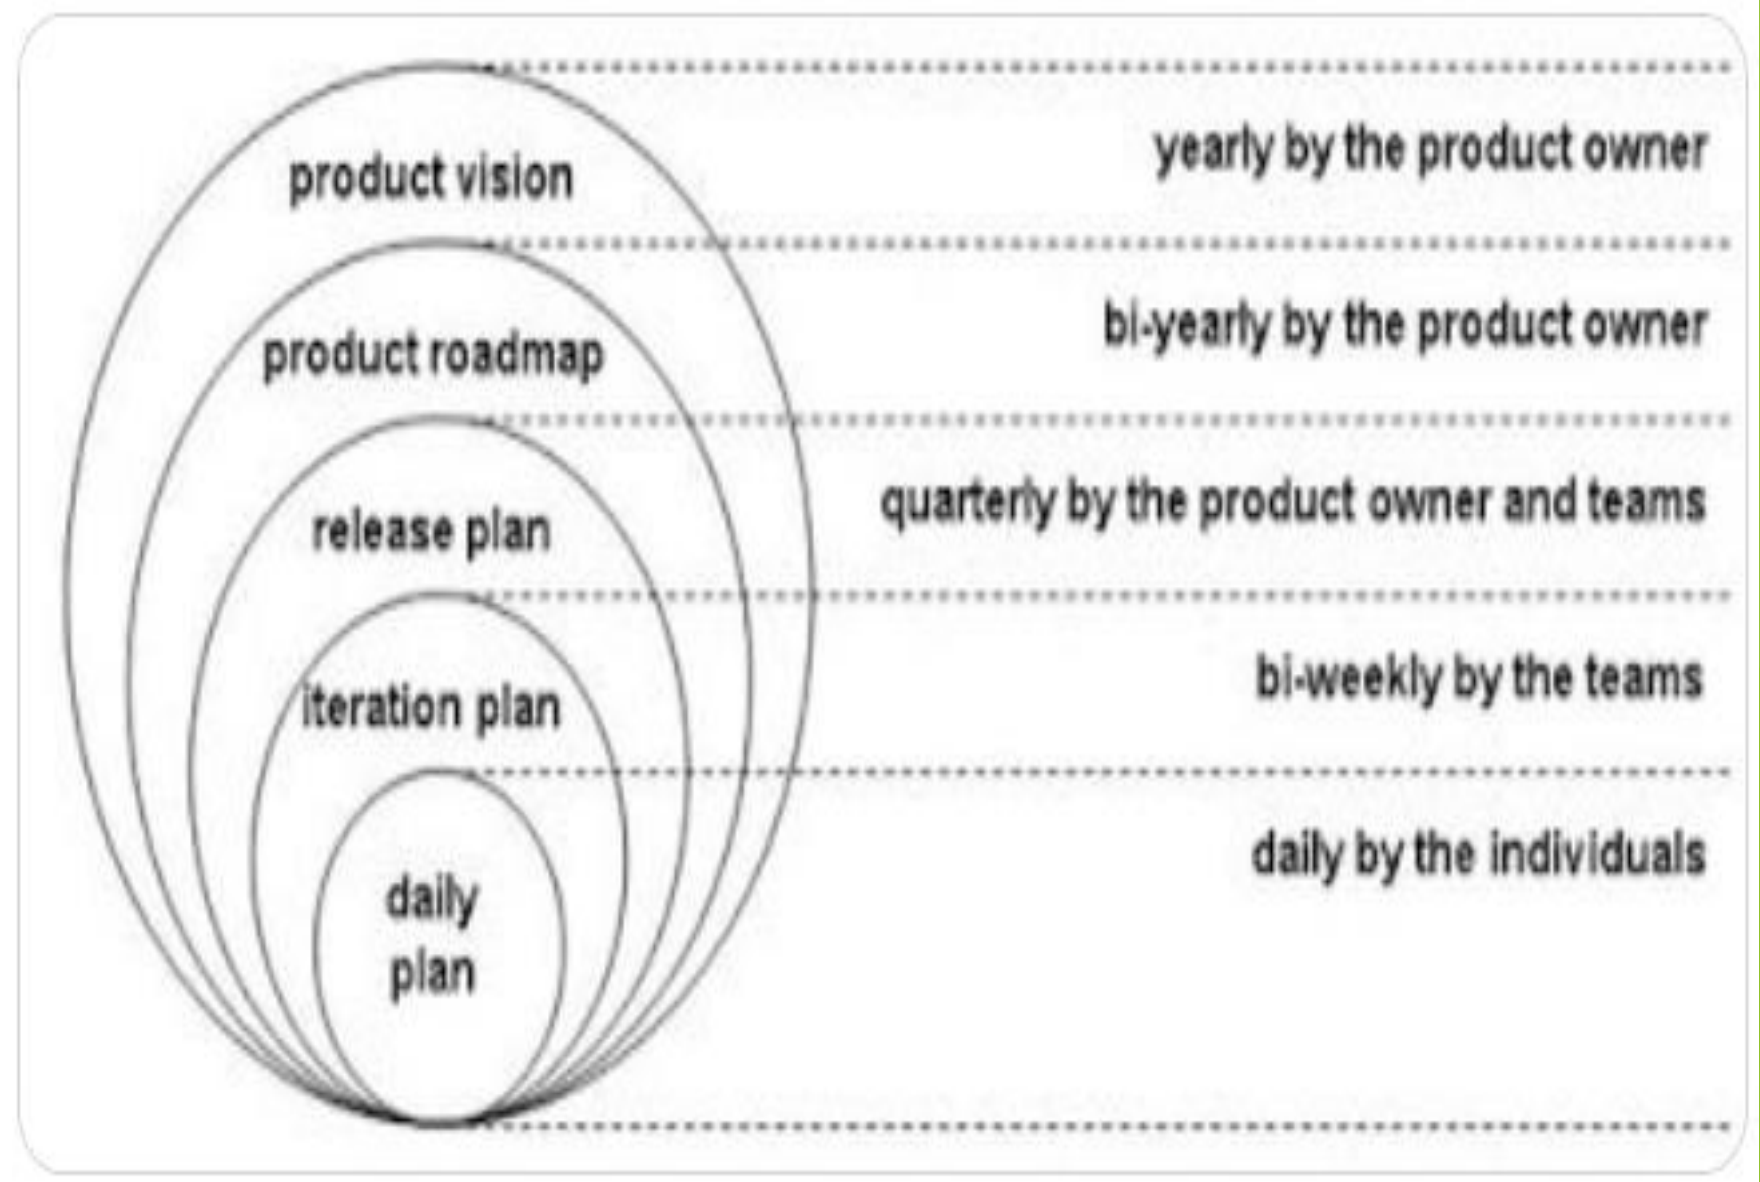 product vision
yearly by the product owner
product roadmap
bi-yearly by the product owner
release plan
quarterly by the product owner and teams
iteration plan
bi-weekly by the teams
daily
plan
daily by the individuals